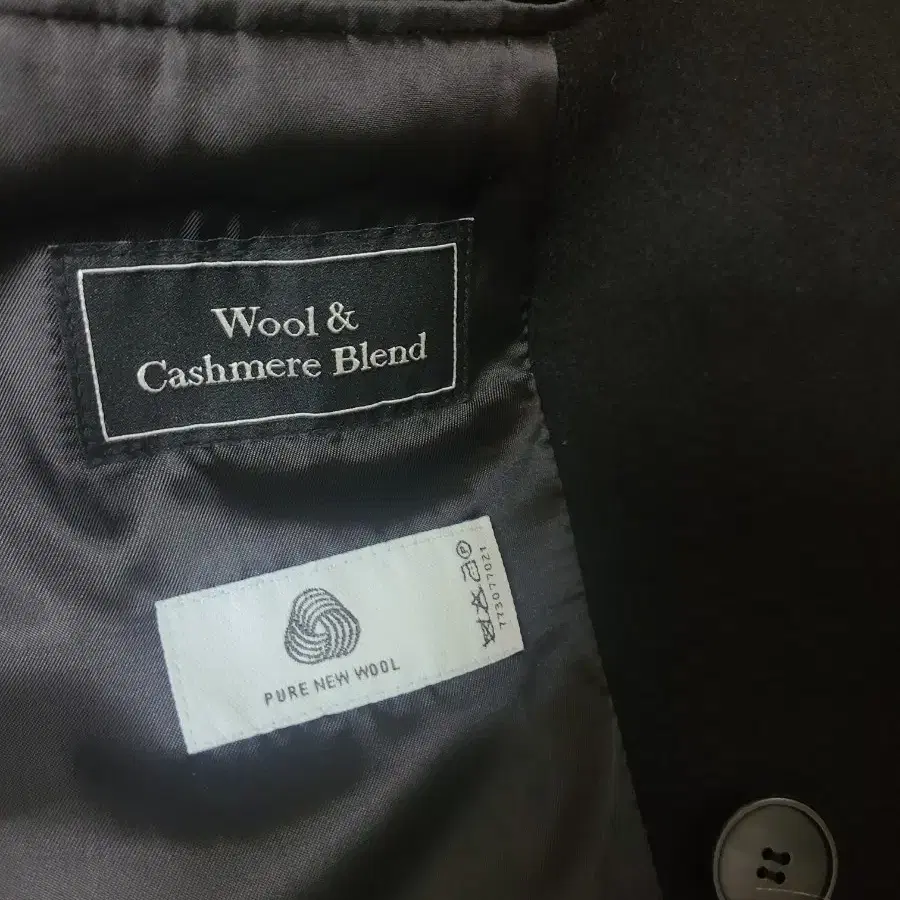 Wool &
Cashmere Blend
PURE NEW WOOL
773077021